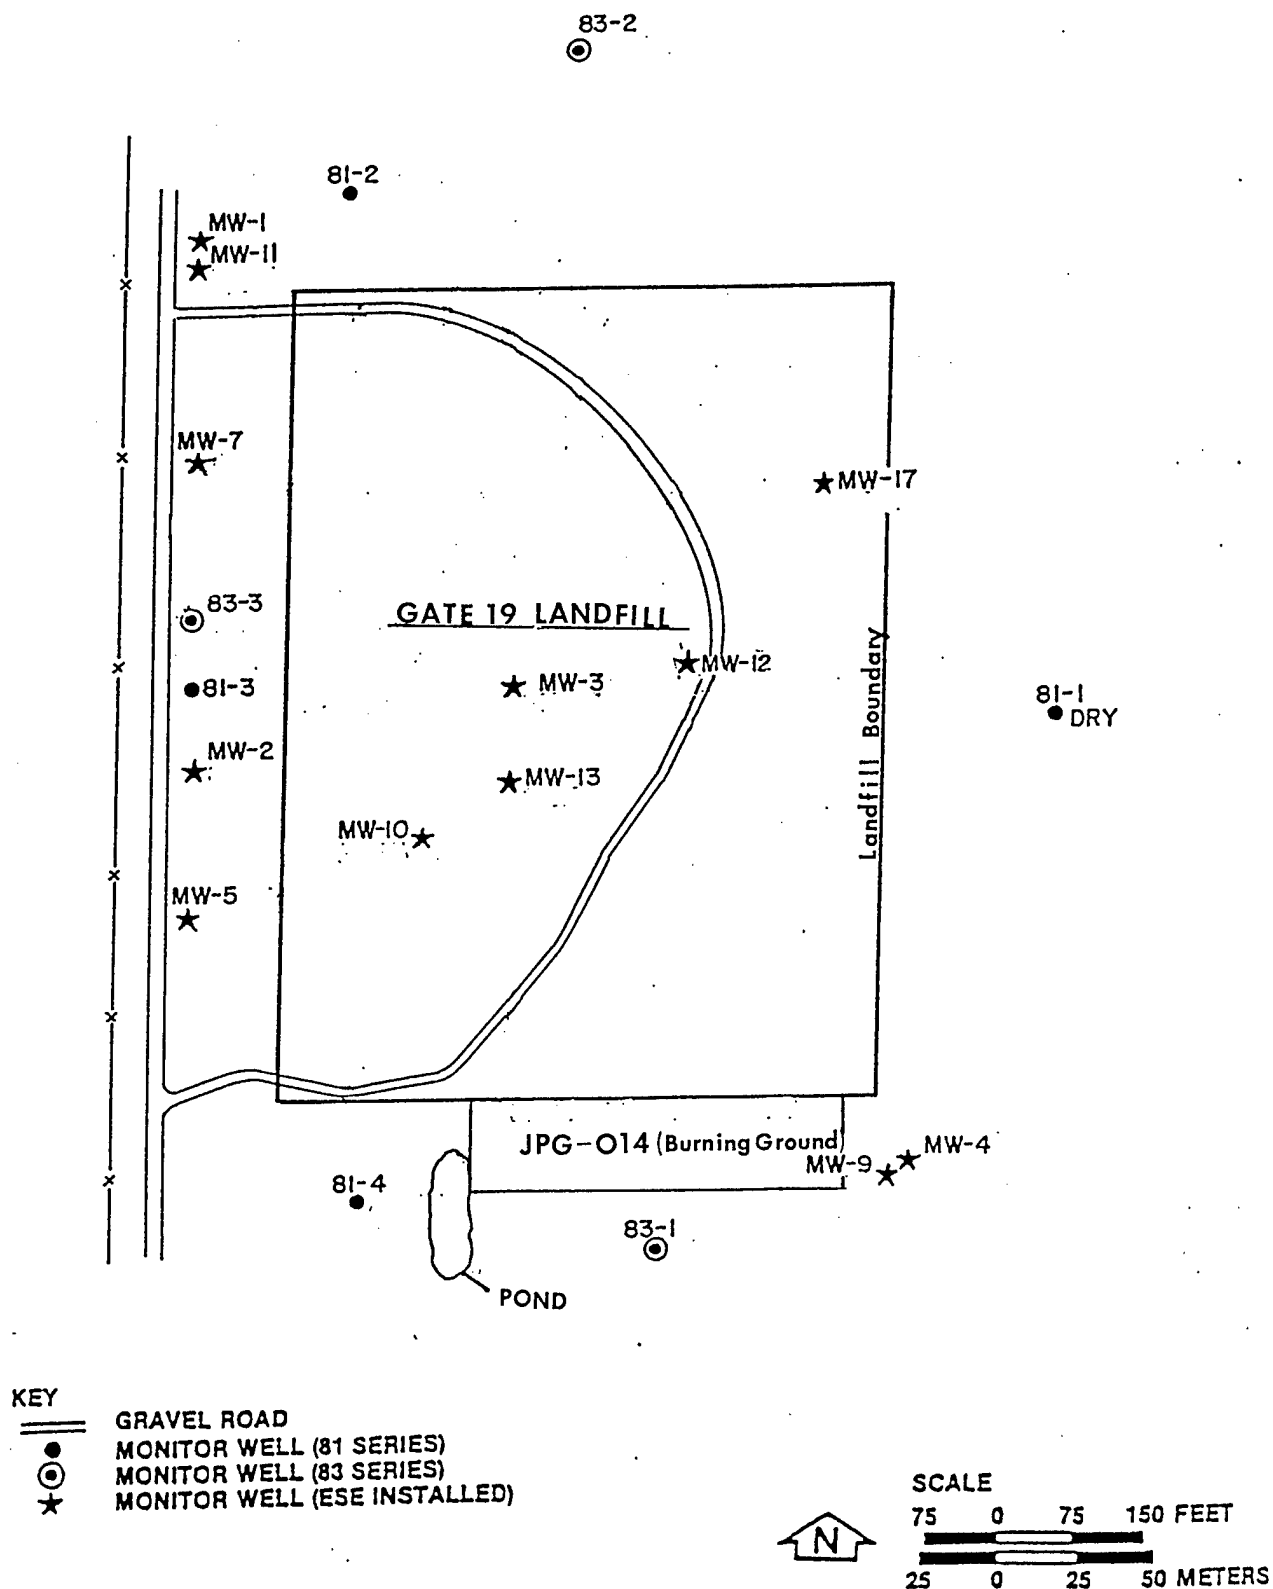 83-2
81-2
MW-1
MW-11
MW-7
MW-17
83-3
GATE 19 LANDFILL
MW-12
81-3
MW-3
81-1
DRY
Landfill Boundary
MW-2
MW-13
MW-10
MW-5
JPG-014 (Burning Ground)
MW-9
MW-4
81-4
83-1
POND
KEY
GRAVEL ROAD
MONITOR WELL (81 SERIES)
MONITOR WELL (83 SERIES)
MONITOR WELL (ESE INSTALLED)
N
SCALE
75 0 75 150 FEET
25 0 25 50 METERS